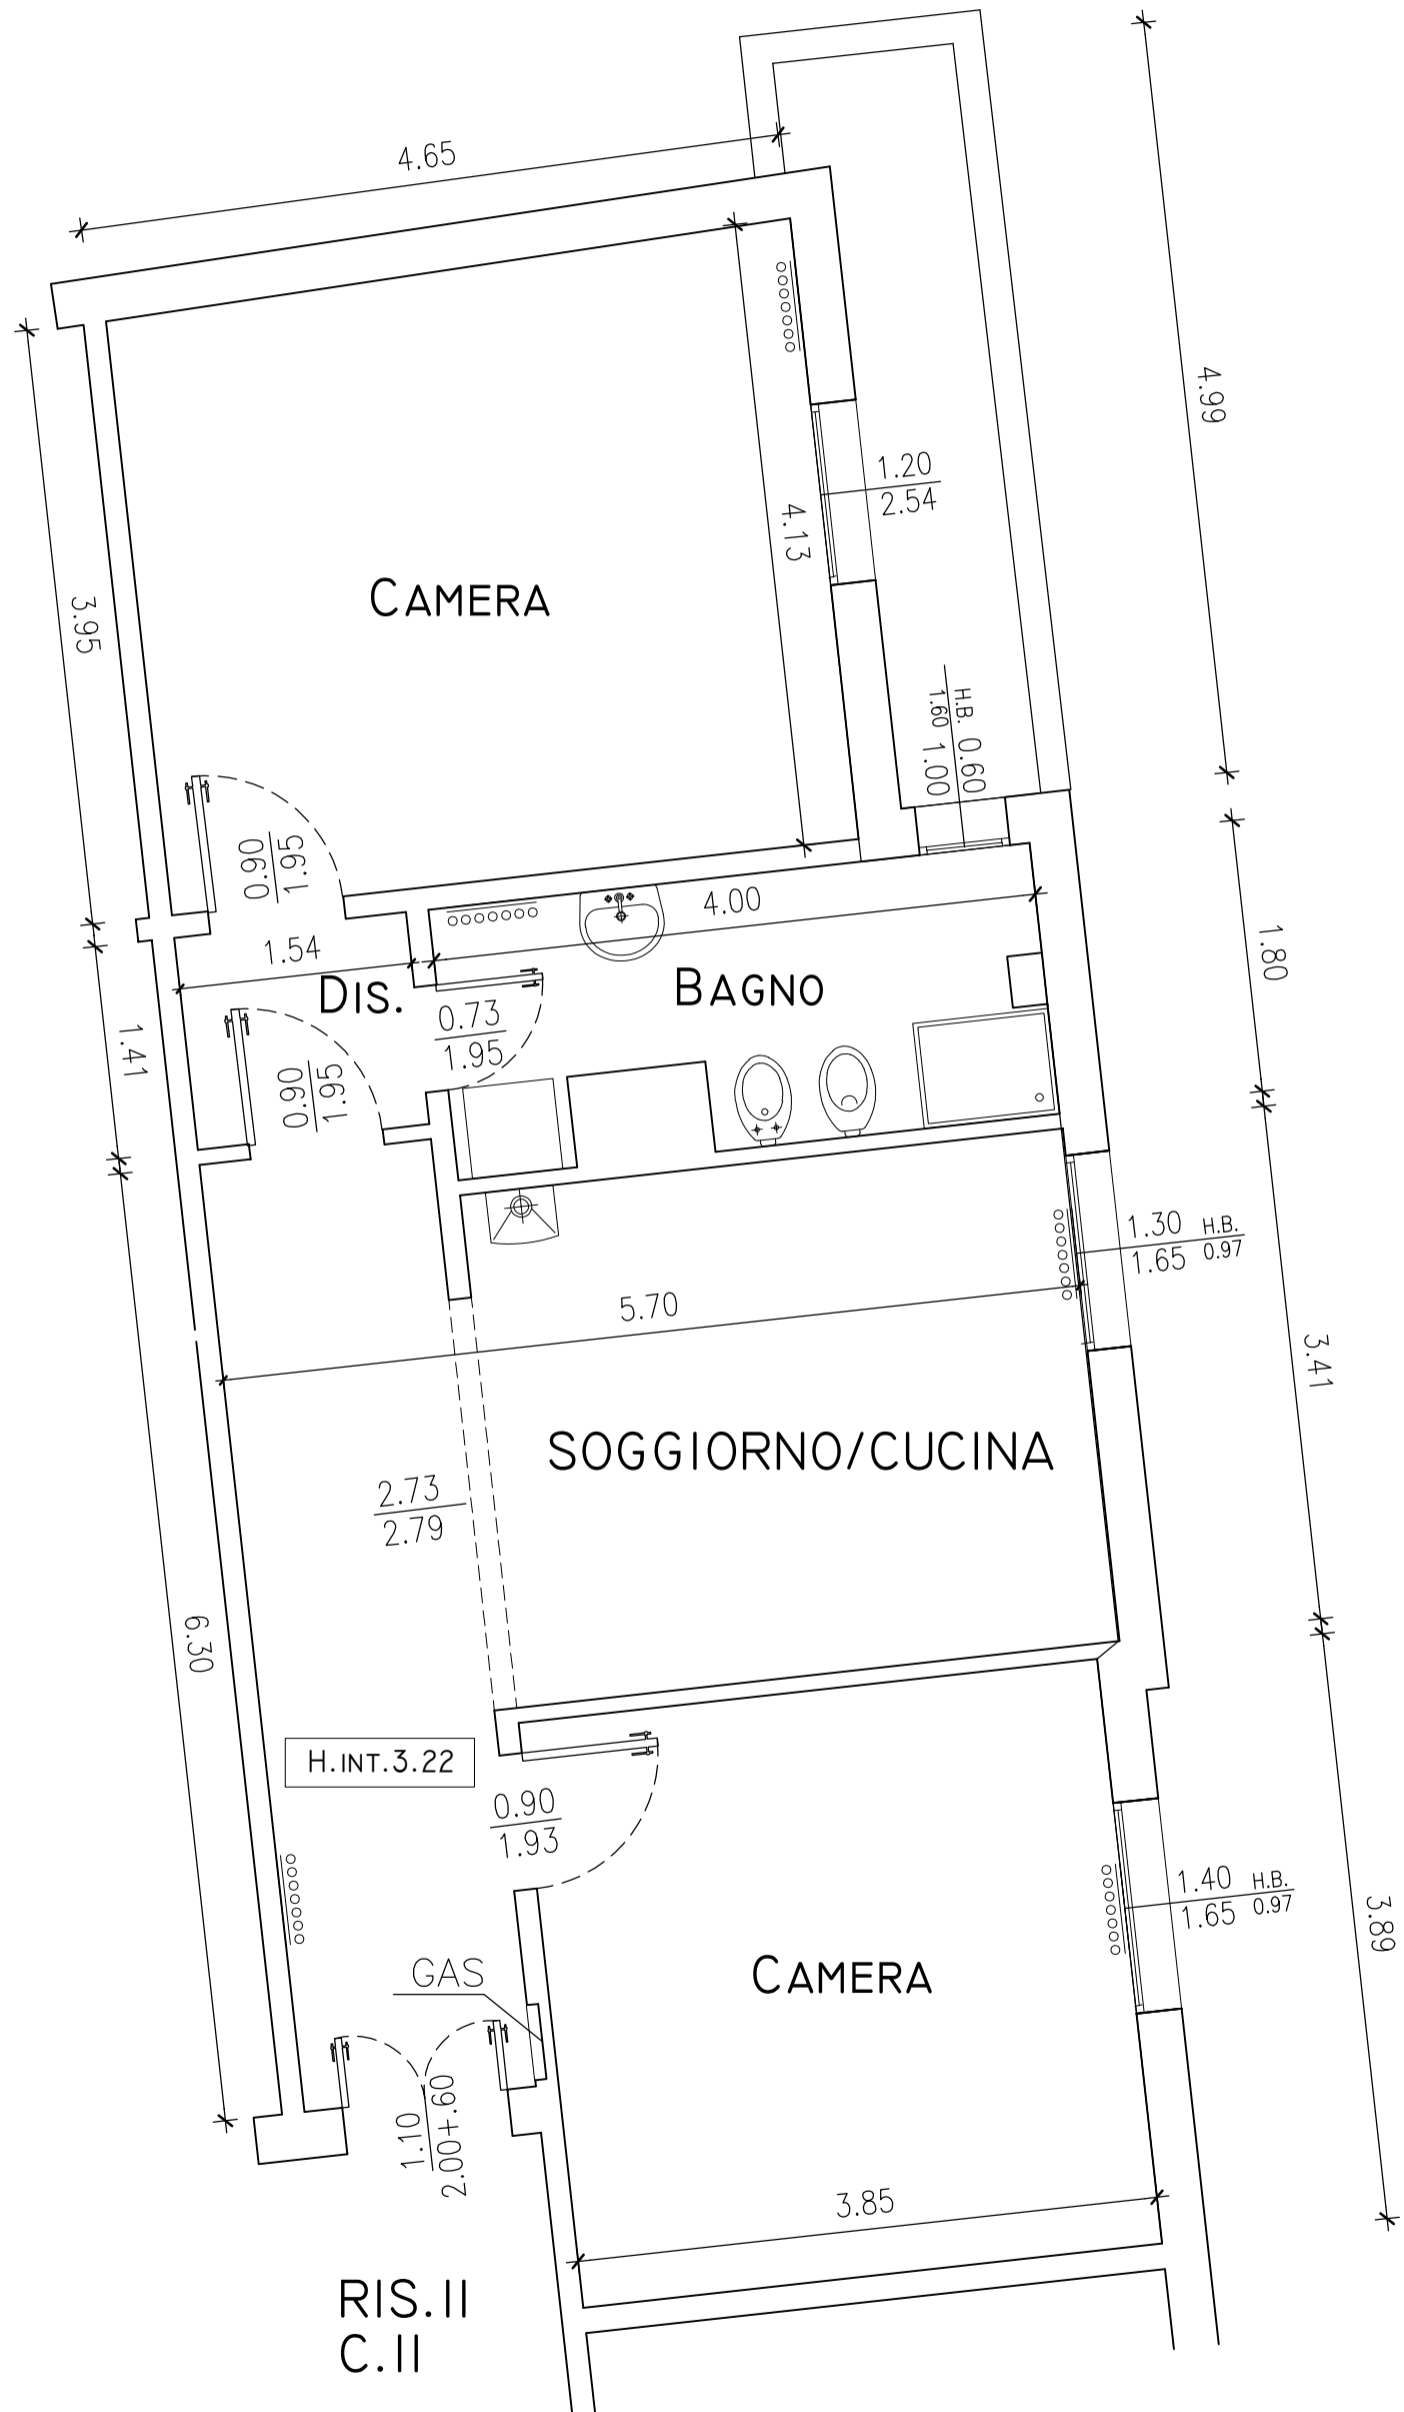 4.65
4.99
1.20
2.54
4.13
CAMERA
3.95
H.B. 0.60
1.60 1.00
0.90
1.95
4.00
1.54
DIS.
BAGNO
1.80
0.73
1.95
1.41
0.90
1.95
1.30 H.B.
1.65 0.97
5.70
3.41
SOGGIORNO/CUCINA
2.73
2.79
6.30
H.INT.3.22
0.90
1.93
1.40 H.B.
1.65 0.97
3.89
GAS
CAMERA
1.10
2.00+.60
3.85
RIS.II
C.II